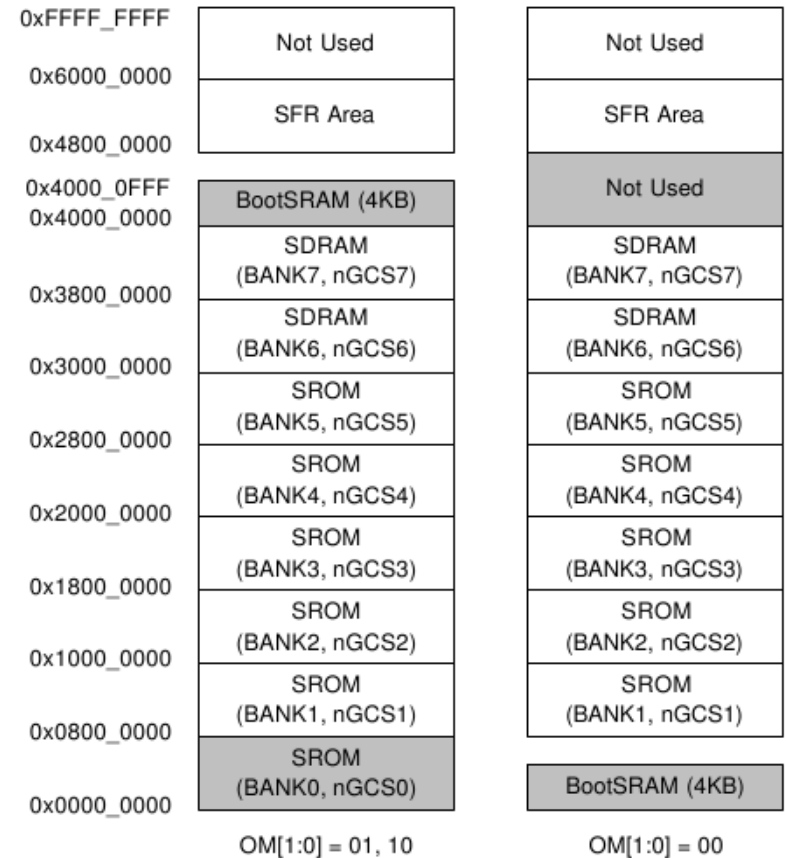 0xFFFF_FFFF
Not Used
Not Used
0x6000_0000
SFR Area
SFR Area
0x4800_0000
0x4000_0FFF
BootSRAM (4KB)
Not Used
0x4000_0000
SDRAM
(BANK7, nGCS7)
SDRAM
(BANK7, nGCS7)
0x3800_0000
SDRAM
(BANK6, nGCS6)
SDRAM
(BANK6, nGCS6)
0x3000_0000
SROM
(BANK5, nGCS5)
SROM
(BANK5, nGCS5)
0x2800_0000
SROM
(BANK4, nGCS4)
SROM
(BANK4, nGCS4)
0x2000_0000
SROM
(BANK3, nGCS3)
SROM
(BANK3, nGCS3)
0x1800_0000
SROM
(BANK2, nGCS2)
SROM
(BANK2, nGCS2)
0x1000_0000
SROM
(BANK1, nGCS1)
SROM
(BANK1, nGCS1)
0x0800_0000
SROM
(BANK0, nGCS0)
BootSRAM (4KB)
0x0000_0000
OM[1:0] = 01, 10
OM[1:0] = 00